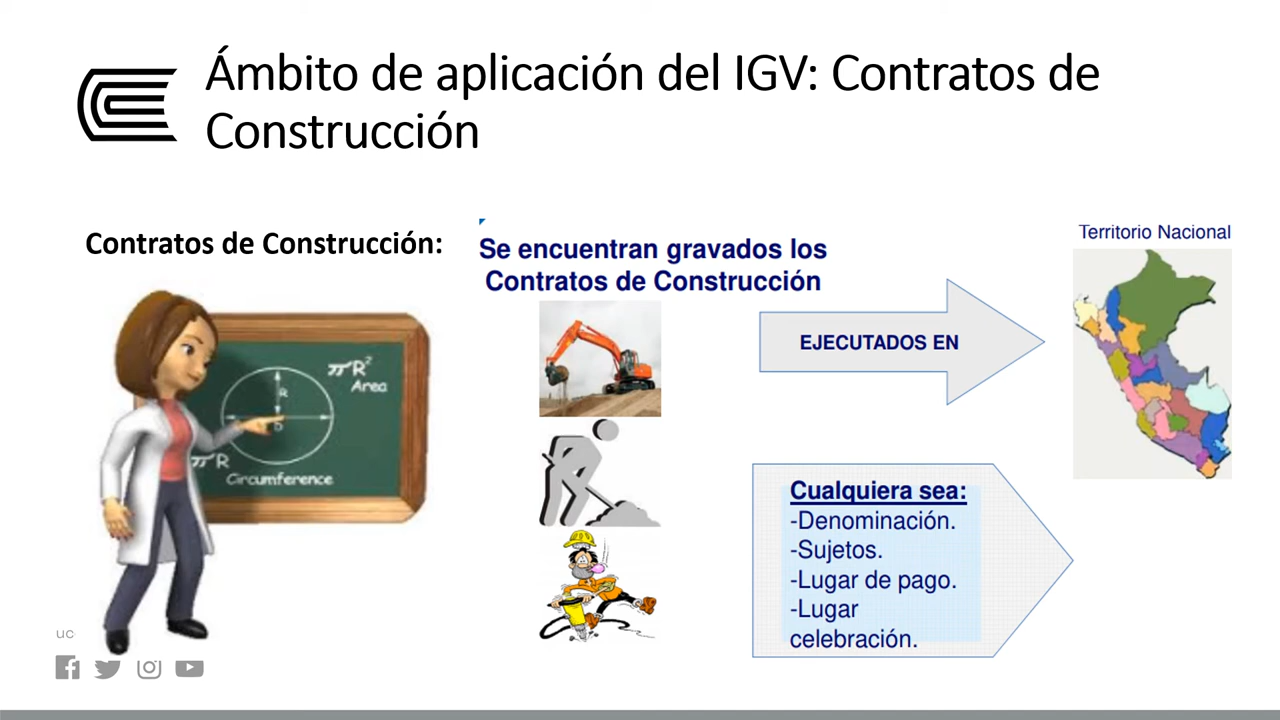 Ámbito de aplicación del IGV: Contratos de
Construcción
Contratos de Construcción:
Se encuentran gravados los
Contratos de Construcción
EJECUTADOS EN
Territorio Nacional
πR²
Area
R
D
πR
Circumference
Cualquiera sea:
-Denominación.
-Sujetos.
-Lugar de pago.
-Lugar
celebración.
uc